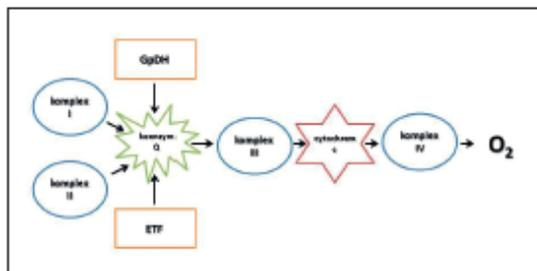 GpDH
komplex
I
koenzym
Q
komplex
III
cytochrom
c
komplex
IV
O2
komplex
II
ETF